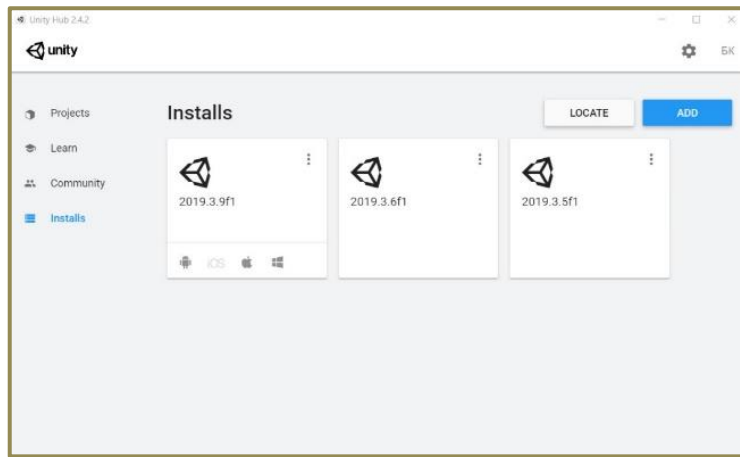 Unity Hub 2.4.2
unity
БК
Projects
Learn
Community
Installs
Installs
LOCATE
ADD
2019.3.9f1
2019.3.6f1
2019.3.5f1
iOS